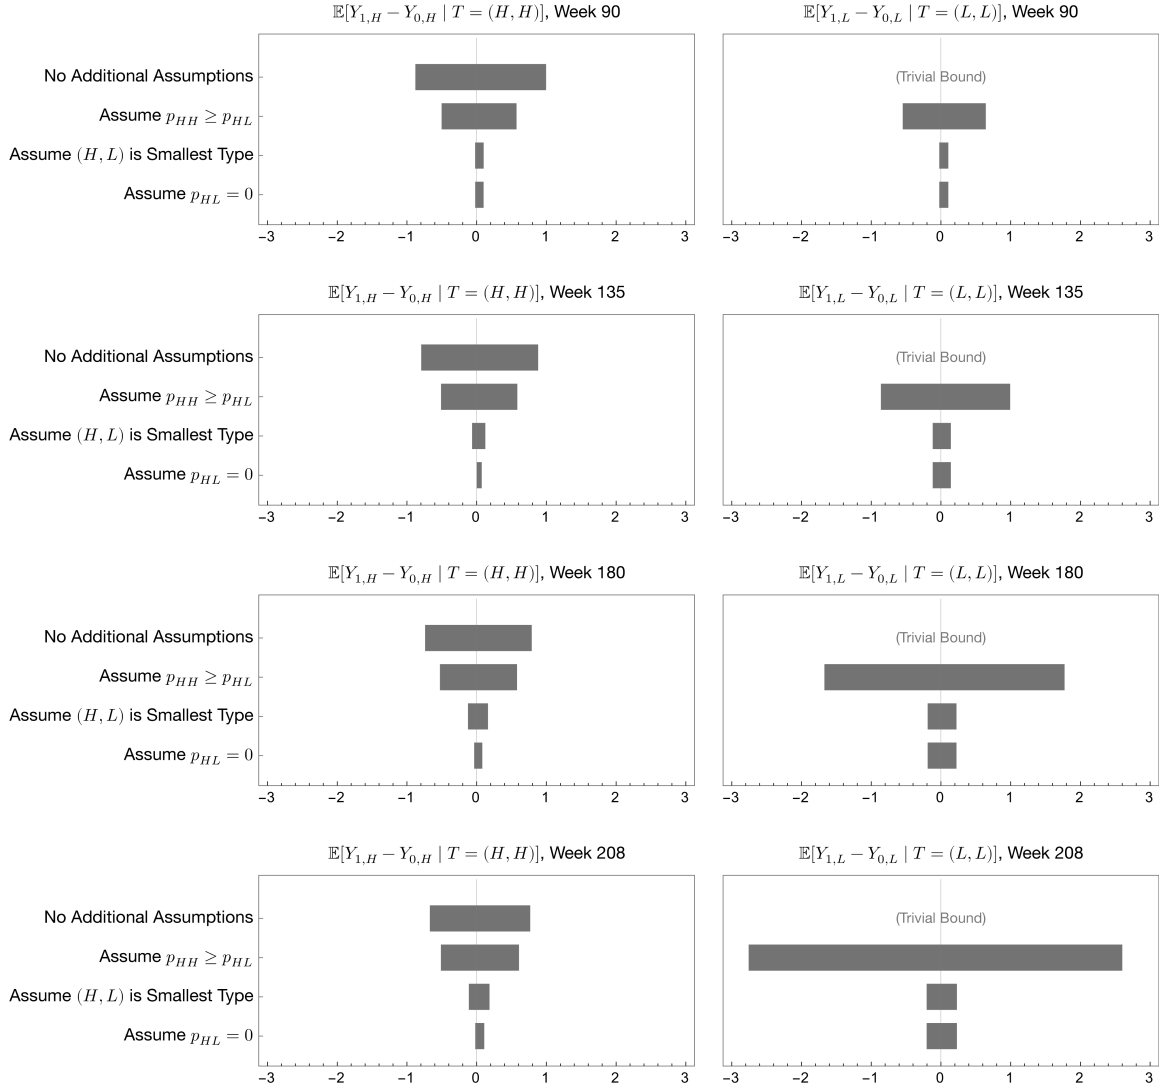 𝔼[Y_{1,H} − Y_{0,H} | T = (H, H)], Week 90
𝔼[Y_{1,L} − Y_{0,L} | T = (L, L)], Week 90
No Additional Assumptions
(Trivial Bound)
Assume p_{HH} ≥ p_{HL}
Assume (H, L) is Smallest Type
Assume p_{HL} = 0
−3 −2 −1 0 1 2 3
−3 −2 −1 0 1 2 3
𝔼[Y_{1,H} − Y_{0,H} | T = (H, H)], Week 135
𝔼[Y_{1,L} − Y_{0,L} | T = (L, L)], Week 135
No Additional Assumptions
(Trivial Bound)
Assume p_{HH} ≥ p_{HL}
Assume (H, L) is Smallest Type
Assume p_{HL} = 0
−3 −2 −1 0 1 2 3
−3 −2 −1 0 1 2 3
𝔼[Y_{1,H} − Y_{0,H} | T = (H, H)], Week 180
𝔼[Y_{1,L} − Y_{0,L} | T = (L, L)], Week 180
No Additional Assumptions
(Trivial Bound)
Assume p_{HH} ≥ p_{HL}
Assume (H, L) is Smallest Type
Assume p_{HL} = 0
−3 −2 −1 0 1 2 3
−3 −2 −1 0 1 2 3
𝔼[Y_{1,H} − Y_{0,H} | T = (H, H)], Week 208
𝔼[Y_{1,L} − Y_{0,L} | T = (L, L)], Week 208
No Additional Assumptions
(Trivial Bound)
Assume p_{HH} ≥ p_{HL}
Assume (H, L) is Smallest Type
Assume p_{HL} = 0
−3 −2 −1 0 1 2 3
−3 −2 −1 0 1 2 3